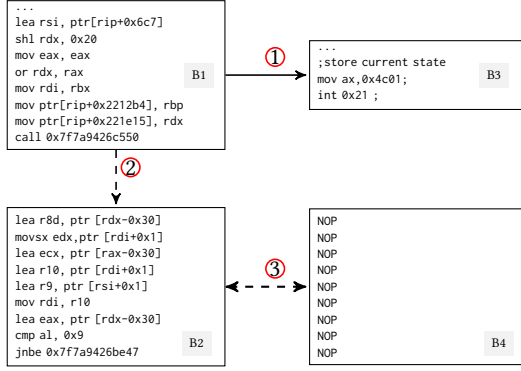 ...
lea rsi, ptr[rip+0x6c7]
shl rdx, 0x20
mov eax, eax
or rdx, rax
mov rdi, rbx
mov ptr[rip+0x2212b4], rbp
mov ptr[rip+0x221e15], rdx
call 0x7f7a9426c550
B1
1
...
;store current state
mov ax,0x4c01;
int 0x21 ;
B3
2
lea r8d, ptr [rdx-0x30]
movsx edx,ptr [rdi+0x1]
lea ecx, ptr [rax-0x30]
lea r10, ptr [rdi+0x1]
lea r9, ptr [rsi+0x1]
mov rdi, r10
lea eax, ptr [rdx-0x30]
cmp al, 0x9
jnbe 0x7f7a9426be47
B2
3
NOP
NOP
NOP
NOP
NOP
NOP
NOP
NOP
NOP
B4